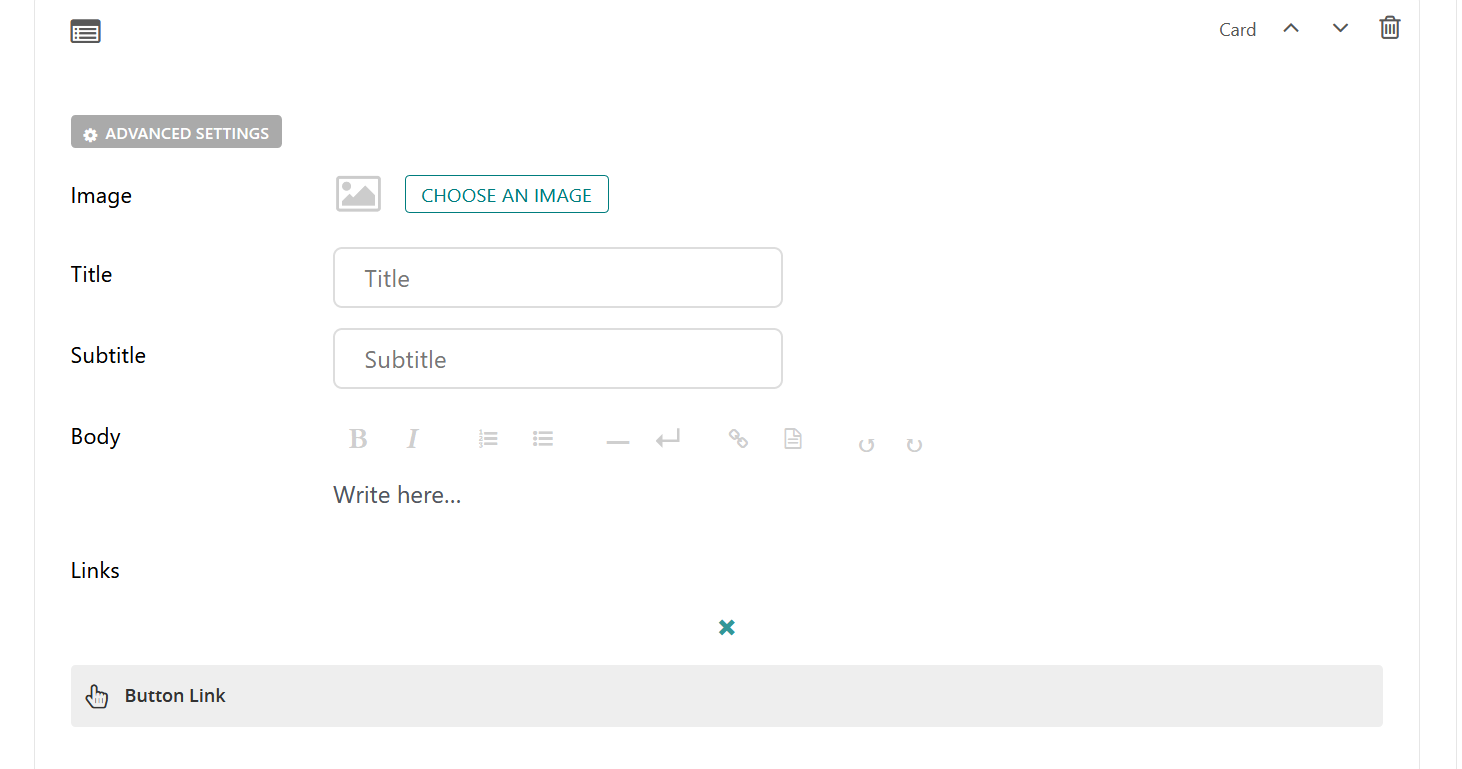 Card
ADVANCED SETTINGS
Image
CHOOSE AN IMAGE
Title
Title
Subtitle
Subtitle
Body
B I
Write here...
Links
Button Link